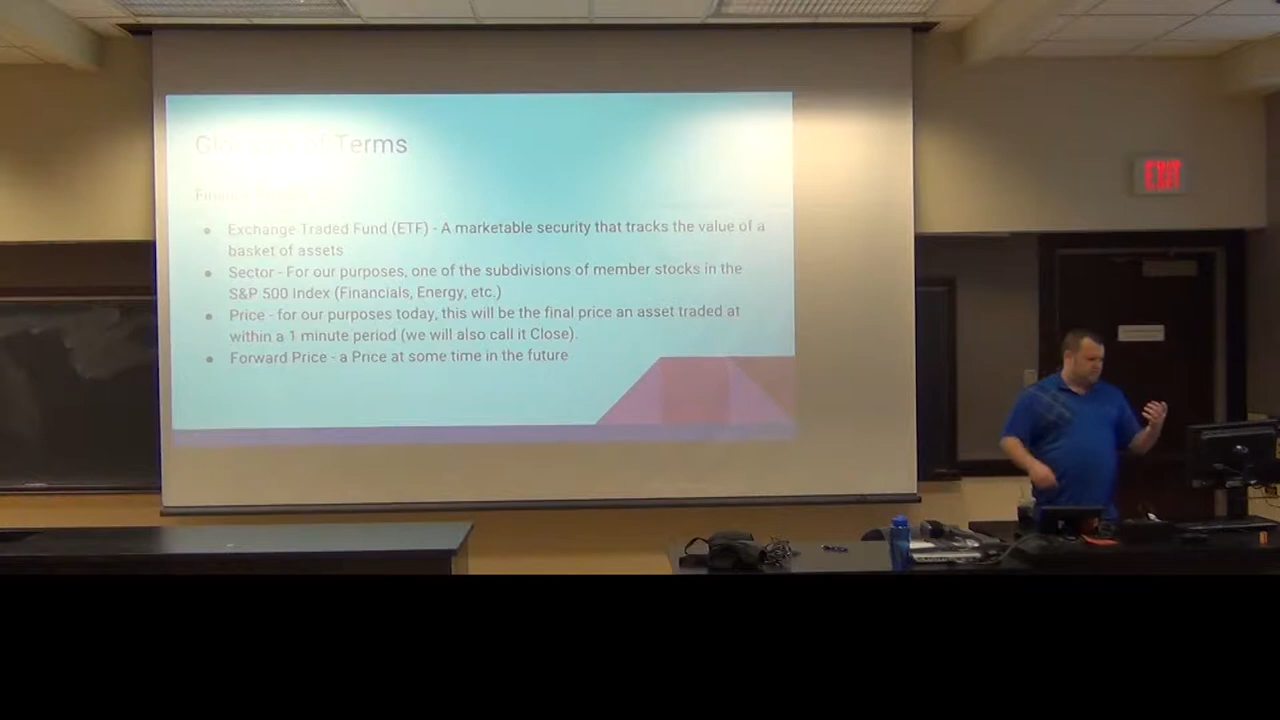 Glossary of Terms
• Exchange Traded Fund (ETF) - A marketable security that tracks the value of a
basket of assets
• Sector - For our purposes, one of the subdivisions of member stocks in the
S&P 500 Index (Financials, Energy, etc.)
• Price - for our purposes today, this will be the final price an asset traded at
within a 1 minute period (we will also call it Close).
• Forward Price - a Price at some time in the future
EXIT